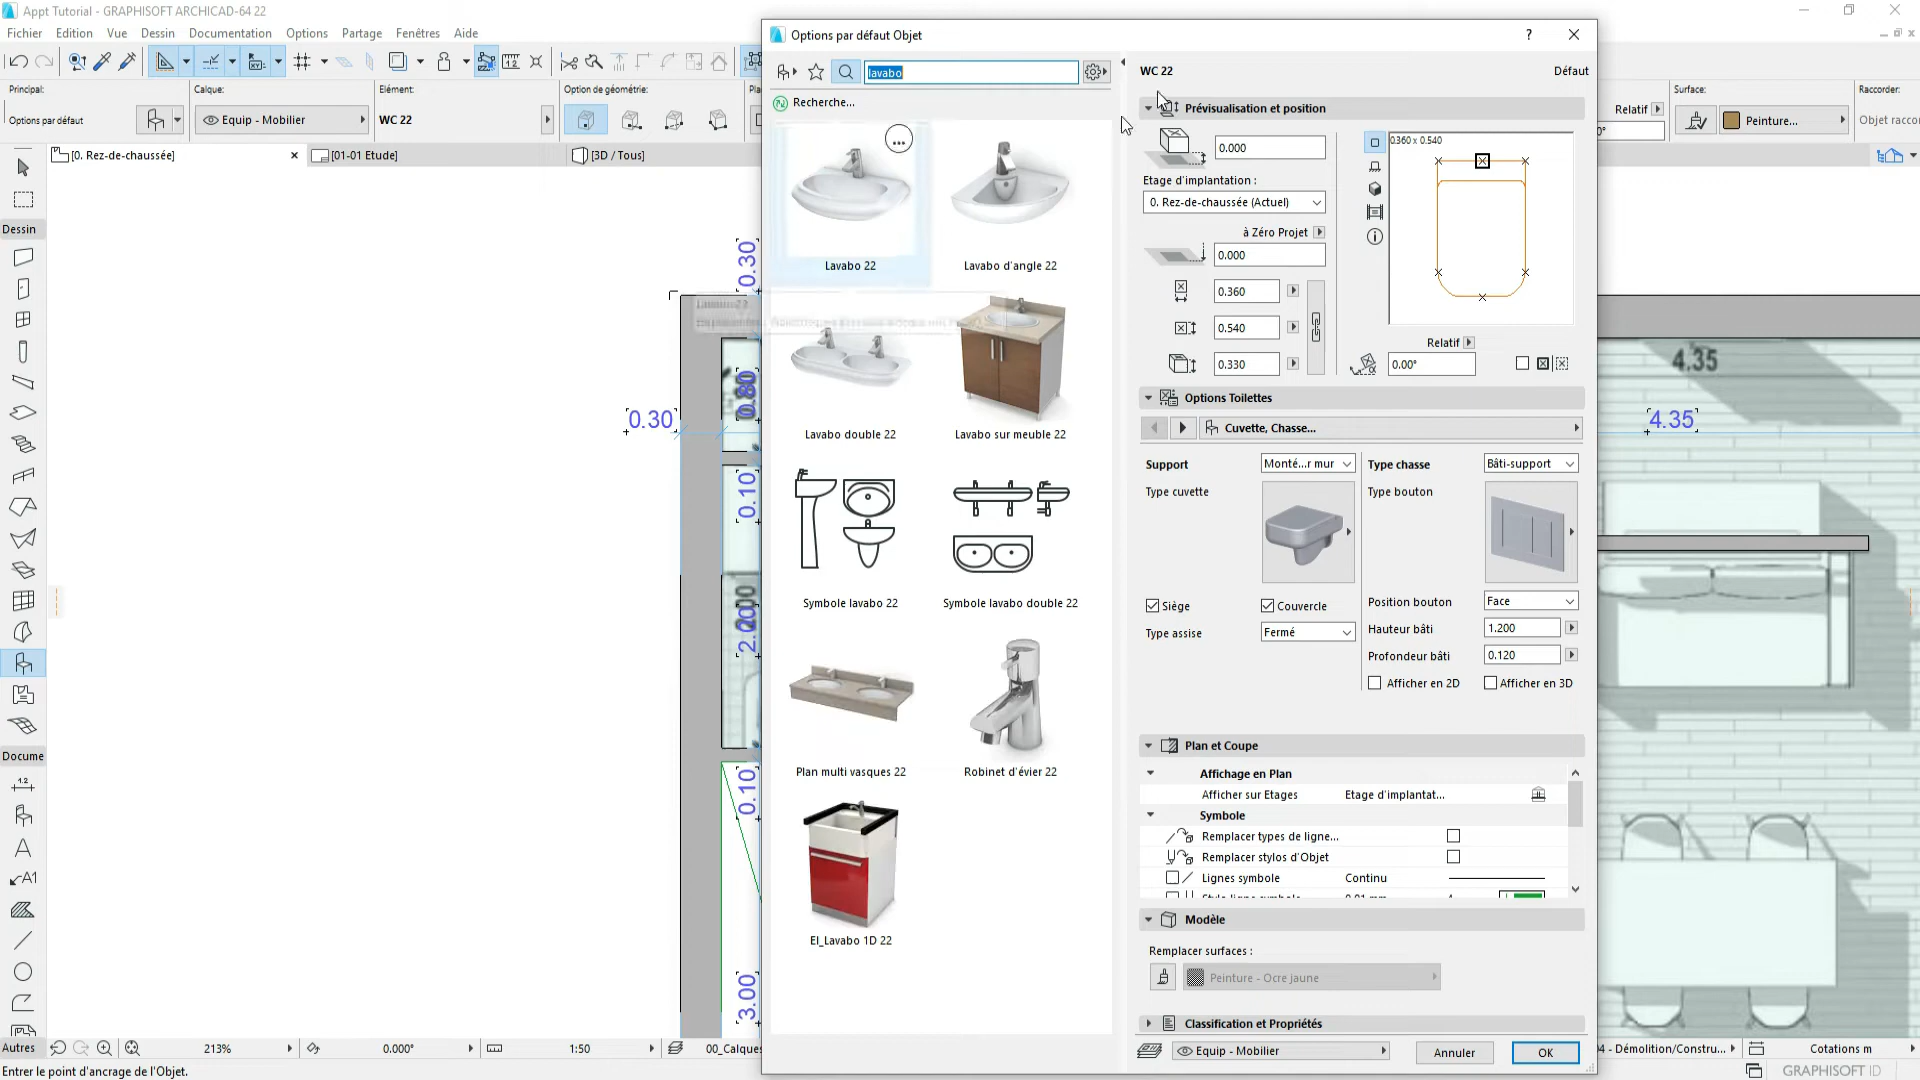 Appt Tutorial - GRAPHISOFT ARCHICAD-64 22
Fichier Edition Vue Dessin Documentation Options Partage Fenêtres Aide
Principal:
Options par défaut
Calque:
Equip - Mobilier
Elément:
WC 22
Option de géométrie:
Surface:
Peinture...
Raccorder:
Relatif
[0. Rez-de-chaussée]
[01-01 Etude]
[3D / Tous]
Dessin
Docume
Autres
0.30
0.80
0.30
0.10
2.00
0.10
3.00
4.35
4.35
Options par défaut Objet
lavabo
Recherche...
Lavabo 22
Lavabo d'angle 22
Lavabo double 22
Lavabo sur meuble 22
Symbole lavabo 22
Symbole lavabo double 22
Plan multi vasques 22
Robinet d'évier 22
El_Lavabo 1D 22
WC 22
Défaut
Prévisualisation et position
0.000
Etage d'implantation :
0. Rez-de-chaussée (Actuel)
à Zéro Projet
0.000
0.360
0.540
0.330
0.360 x 0.540
Relatif
0.00°
Options Toilettes
Cuvette, Chasse...
Support
Monté...r mur
Type chasse
Bâti-support
Type cuvette
Type bouton
Siège
Couvercle
Position bouton
Face
Type assise
Fermé
Hauteur bâti
1.200
Profondeur bâti
0.120
Afficher en 2D
Afficher en 3D
Plan et Coupe
Affichage en Plan
Afficher sur Etages
Etage d'implantat...
Symbole
Remplacer types de ligne...
Remplacer stylos d'Objet
Lignes symbole
Continu
Modèle
Remplacer surfaces :
Peinture - Ocre jaune
Classification et Propriétés
Equip - Mobilier
Annuler
OK
213%
0.000°
1:50
00_Calques
Démolition/Constru...
Cotations m
Entrer le point d'ancrage de l'Objet.
GRAPHISOFT ID